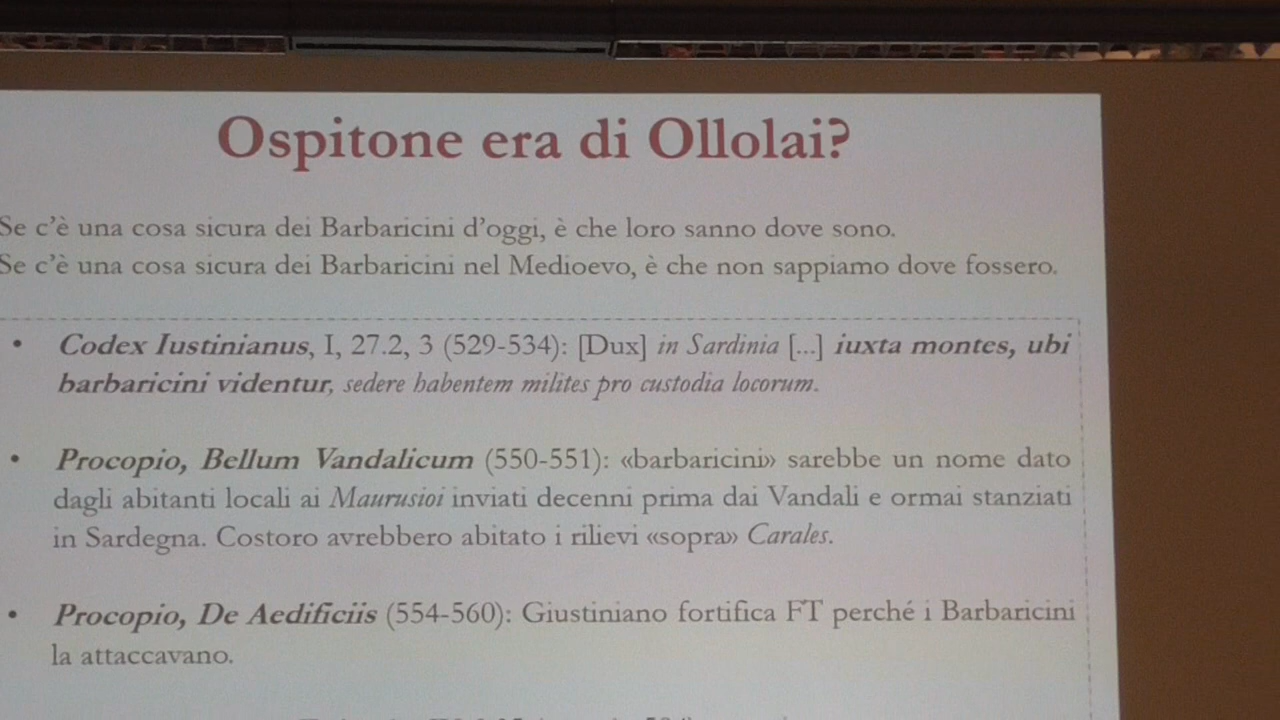 Ospitone era di Ollolai?
Se c'è una cosa sicura dei Barbaricini d'oggi, è che loro sanno dove sono.
Se c'è una cosa sicura dei Barbaricini nel Medioevo, è che non sappiamo dove fossero.
• Codex Iustinianus, I, 27.2, 3 (529-534): [Dux] in Sardinia [...] iuxta montes, ubi
barbaricini videntur, sedere habentem milites pro custodia locorum.
• Procopio, Bellum Vandalicum (550-551): «barbaricini» sarebbe un nome dato
dagli abitanti locali ai Maurusioi inviati decenni prima dai Vandali e ormai stanziati
in Sardegna. Costoro avrebbero abitato i rilievi «sopra» Carales.
• Procopio, De Aedificiis (554-560): Giustiniano fortifica FT perché i Barbaricini
la attaccavano.